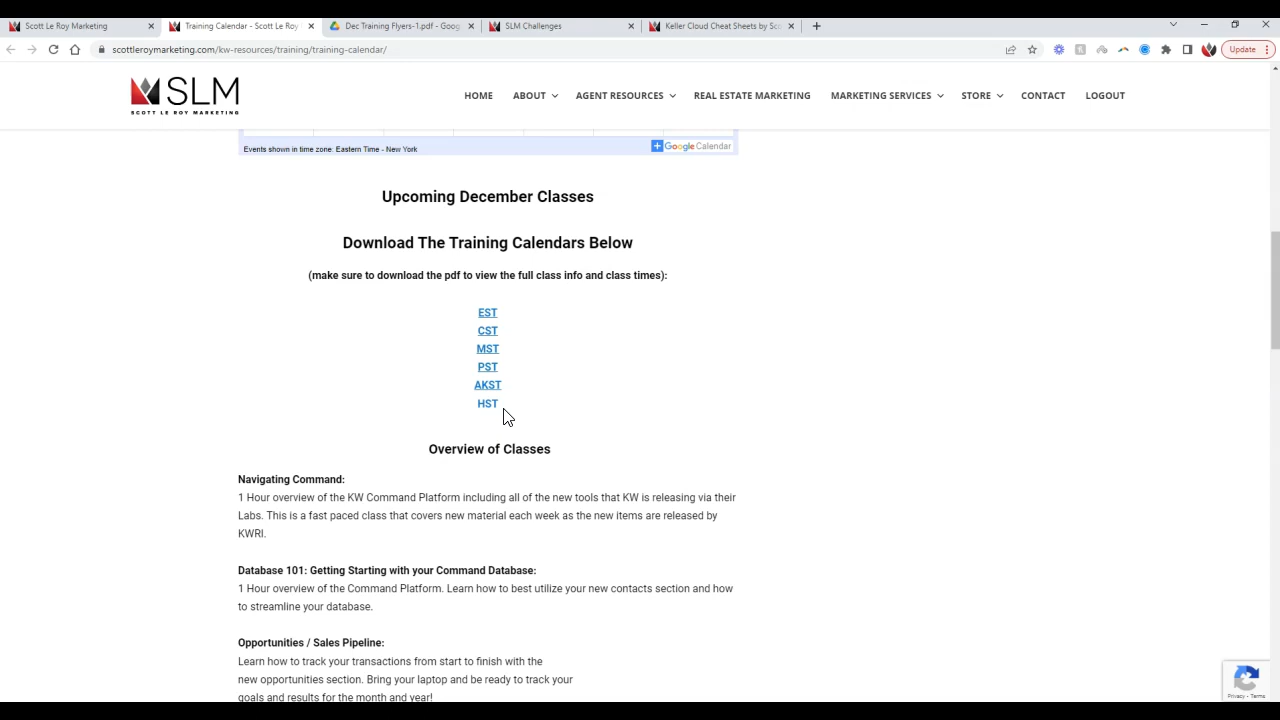 Scott Le Roy Marketing
Training Calendar - Scott Le Roy
Dec Training Flyers-1.pdf - Goog
SLM Challenges
Keller Cloud Cheat Sheets by Sco
scottleroymarketing.com/kw-resources/training/training-calendar/
Update
SLM
SCOTT LE ROY MARKETING
HOME
ABOUT
AGENT RESOURCES
REAL ESTATE MARKETING
MARKETING SERVICES
STORE
CONTACT
LOGOUT
Events shown in time zone: Eastern Time - New York
Google Calendar
Upcoming December Classes
Download The Training Calendars Below
(make sure to download the pdf to view the full class info and class times):
EST
CST
MST
PST
AKST
HST
Overview of Classes
Navigating Command:
1 Hour overview of the KW Command Platform including all of the new tools that KW is releasing via their
Labs. This is a fast paced class that covers new material each week as the new items are released by
KWRI.
Database 101: Getting Starting with your Command Database:
1 Hour overview of the Command Platform. Learn how to best utilize your new contacts section and how
to streamline your database.
Opportunities / Sales Pipeline:
Learn how to track your transactions from start to finish with the
new opportunities section. Bring your laptop and be ready to track your
goals and results for the month and year!
Privacy - Terms